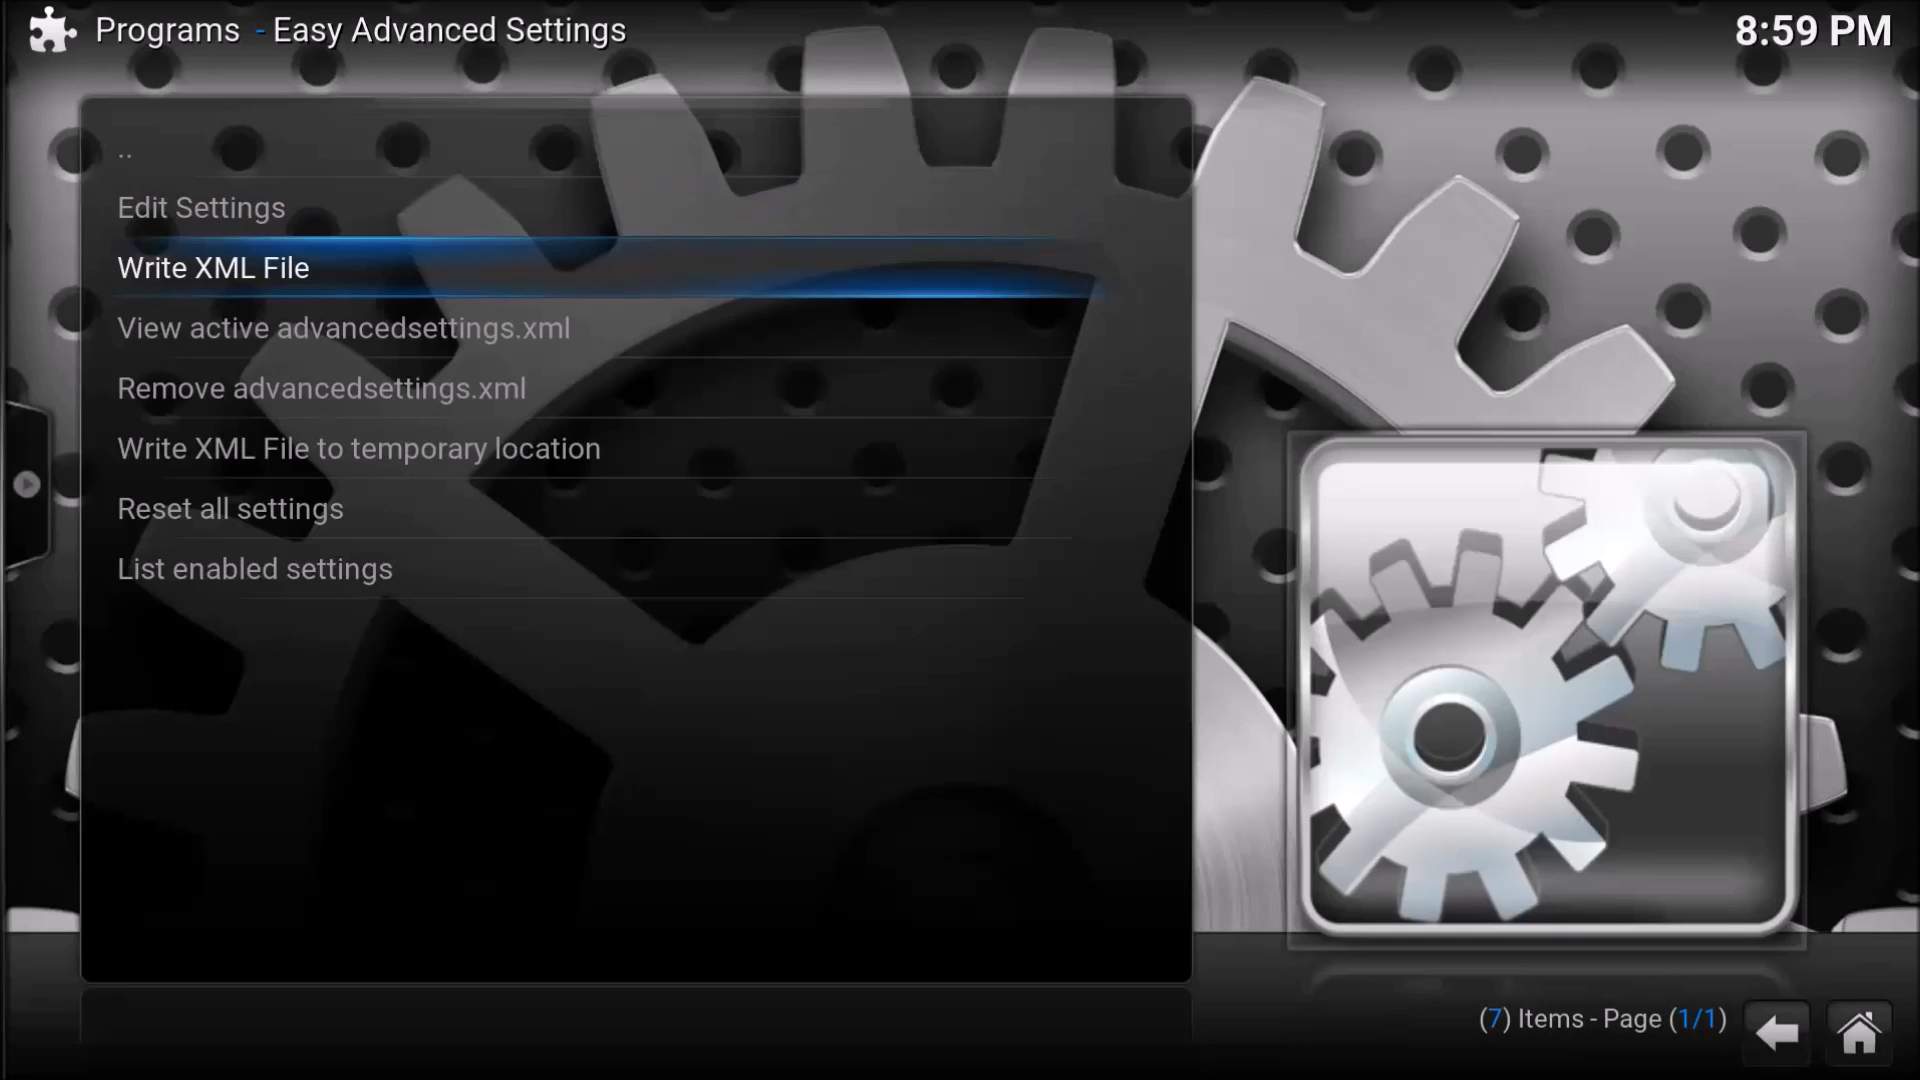 Programs - Easy Advanced Settings
8:59 PM
..
Edit Settings
Write XML File
View active advancedsettings.xml
Remove advancedsettings.xml
Write XML File to temporary location
Reset all settings
List enabled settings
(7) Items - Page (1/1)